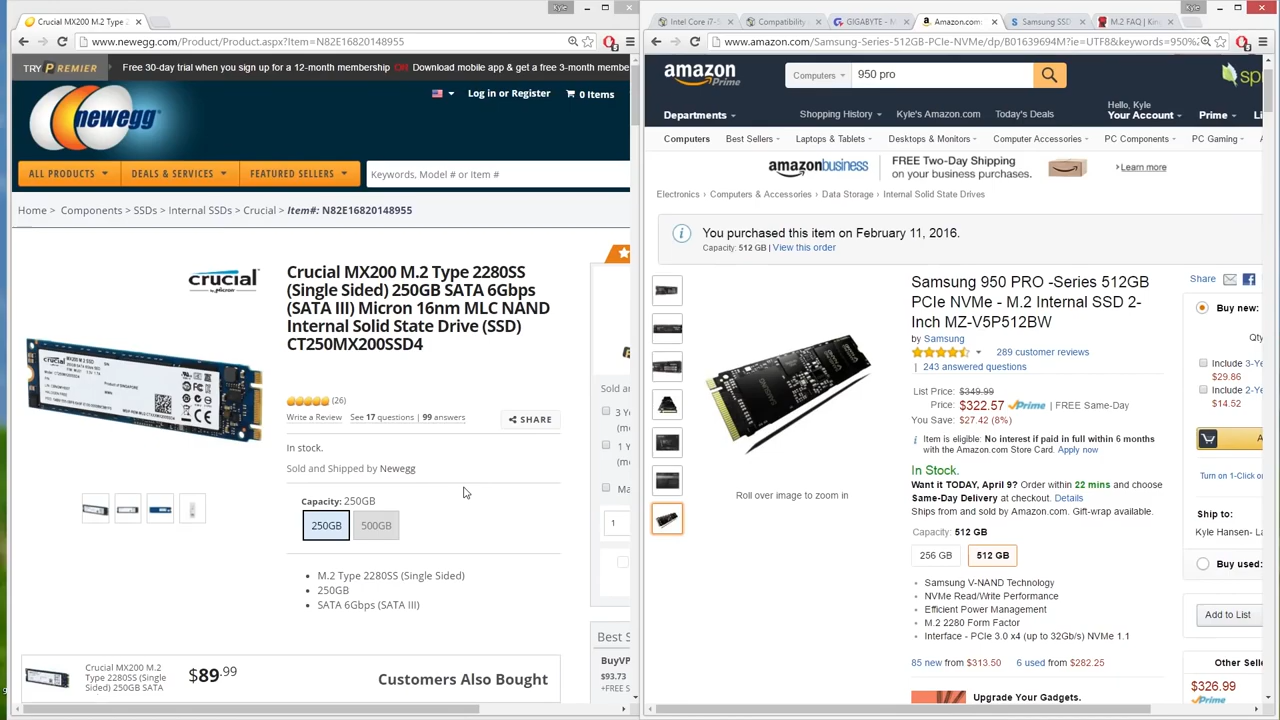 Crucial MX200 M.2 Type 2
Kyle
www.newegg.com/Product/Product.aspx?Item=N82E16820148955
TRY PREMIER
Free 30-day trial when you sign up for a 12-month membership OR Download mobile app & get a free 3-month membe
newegg
Log in or Register
0 Items
ALL PRODUCTS
DEALS & SERVICES
FEATURED SELLERS
Keywords, Model # or Item #
Home > Components > SSDs > Internal SSDs > Crucial > Item#: N82E16820148955
crucial
by Micron
Crucial MX200 M.2 Type 2280SS
(Single Sided) 250GB SATA 6Gbps
(SATA III) Micron 16nm MLC NAND
Internal Solid State Drive (SSD)
CT250MX200SSD4
(26)
Write a Review
See 17 questions | 99 answers
SHARE
In stock.
Sold and Shipped by Newegg
Capacity: 250GB
250GB
500GB
M.2 Type 2280SS (Single Sided)
250GB
SATA 6Gbps (SATA III)
Sold and
3 Ye
(me
1 Y
(me
Ma
1
Best S
BuyVP
$93.73
+FREE S
Crucial MX200 M.2
Type 2280SS (Single
Sided) 250GB SATA
$89.99
Customers Also Bought
Intel Core i7-5
Compatibility
GIGABYTE - M
Amazon.com:
Samsung SSD
M.2 FAQ | Kin
Kyle
www.amazon.com/Samsung-Series-512GB-PCIe-NVMe/dp/B01639694M?ie=UTF8&keywords=950%
amazon
Prime
Computers
950 pro
sp
Departments
Shopping History
Kyle's Amazon.com
Today's Deals
Hello, Kyle
Your Account
Prime
Li
Computers
Best Sellers
Laptops & Tablets
Desktops & Monitors
Computer Accessories
PC Components
PC Gaming
amazonbusiness
FREE Two-Day Shipping
on your business purchases.
Learn more
Electronics › Computers & Accessories › Data Storage › Internal Solid State Drives
You purchased this item on February 11, 2016.
Capacity: 512 GB | View this order
Samsung 950 PRO -Series 512GB
PCIe NVMe - M.2 Internal SSD 2-
Inch MZ-V5P512BW
by Samsung
289 customer reviews
| 243 answered questions
List Price: $349.99
Price: $322.57 Prime | FREE Same-Day
You Save: $27.42 (8%)
Item is eligible: No interest if paid in full within 6 months
with the Amazon.com Store Card. Apply now
In Stock.
Want it TODAY, April 9? Order within 22 mins and choose
Same-Day Delivery at checkout. Details
Ships from and sold by Amazon.com. Gift-wrap available.
Capacity: 512 GB
256 GB
512 GB
Samsung V-NAND Technology
NVMe Read/Write Performance
Efficient Power Management
M.2 2280 Form Factor
Interface - PCIe 3.0 x4 (up to 32Gb/s) NVMe 1.1
85 new from $313.50
6 used from $282.25
Upgrade Your Gadgets.
Roll over image to zoom in
Share
Buy new:
Qty
Include 3-Ye
$29.86
Include 2-Ye
$14.52
A
Turn on 1-Click o
Ship to:
Kyle Hansen- La
Buy used:
Add to List
Other Selle
$326.99
Prime